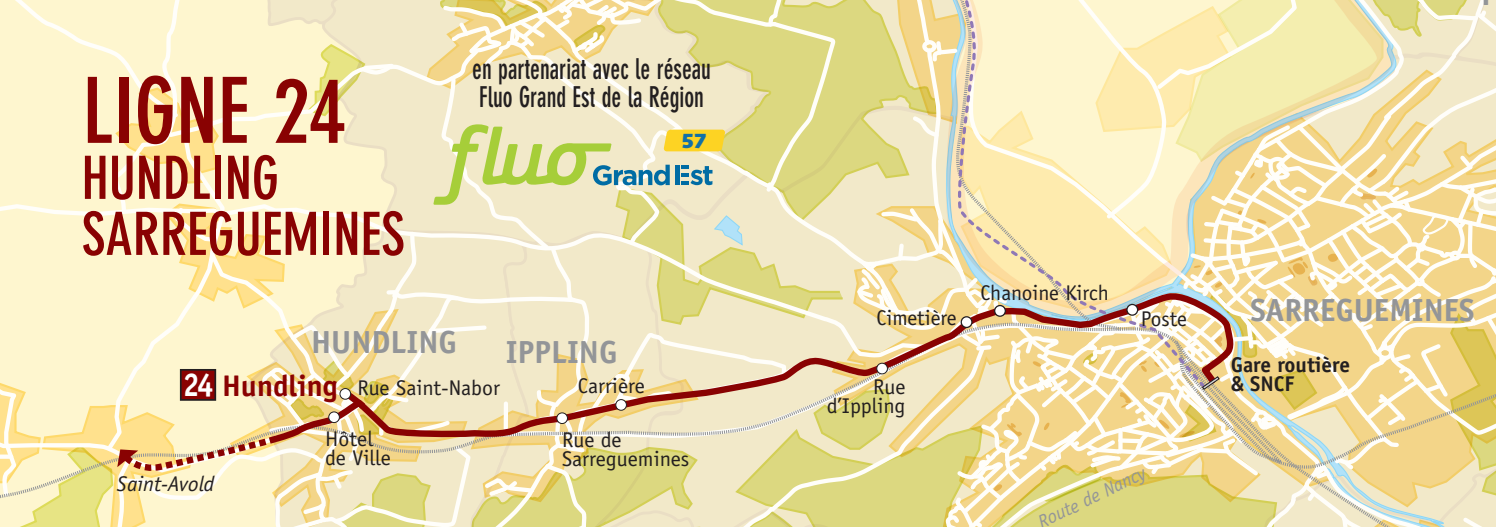 LIGNE 24
HUNDLING
SARREGUEMINES
en partenariat avec le réseau
Fluo Grand Est de la Région
fluo
57
GrandEst
HUNDLING
IPPLING
SARREGUEMINES
24 Hundling
Rue Saint-Nabor
Hôtel
de Ville
Saint-Avold
Carrière
Rue de
Sarreguemines
Rue
d'Ippling
Cimetière
Chanoine Kirch
Poste
Gare routière
& SNCF
Route de Nancy